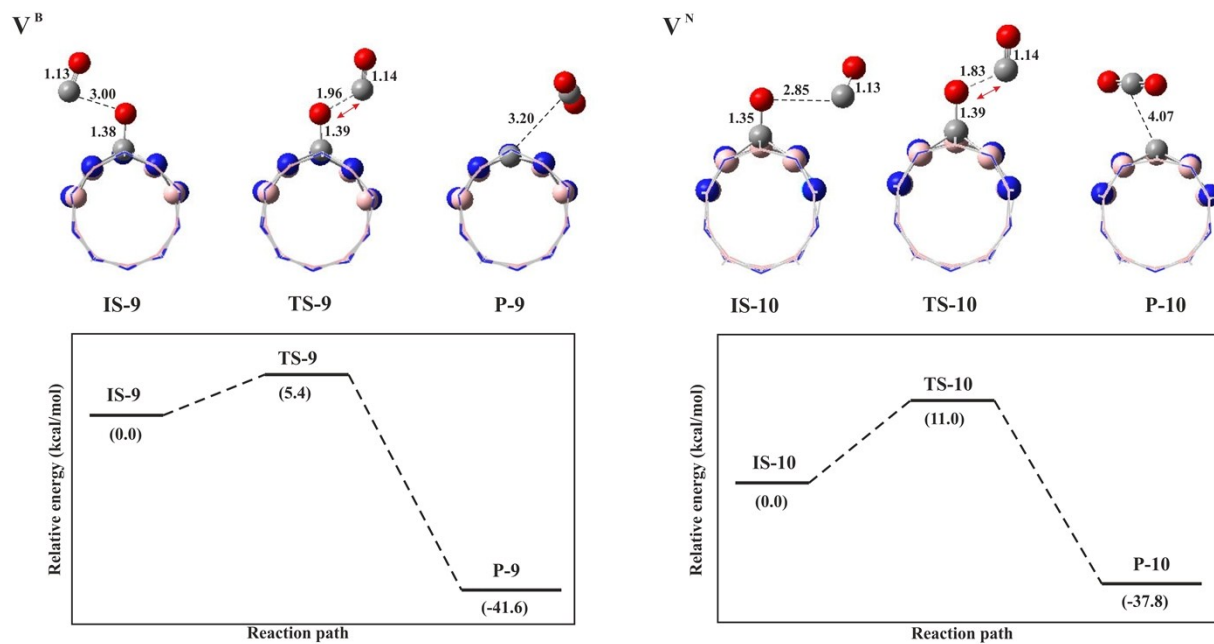 V B
V N
1.13
3.00
1.38
1.96
1.14
1.39
3.20
2.85
1.13
1.35
1.83
1.14
1.39
4.07
IS-9
TS-9
P-9
IS-10
TS-10
P-10
Relative energy (kcal/mol)
IS-9
(0.0)
TS-9
(5.4)
P-9
(-41.6)
Reaction path
Relative energy (kcal/mol)
IS-10
(0.0)
TS-10
(11.0)
P-10
(-37.8)
Reaction path